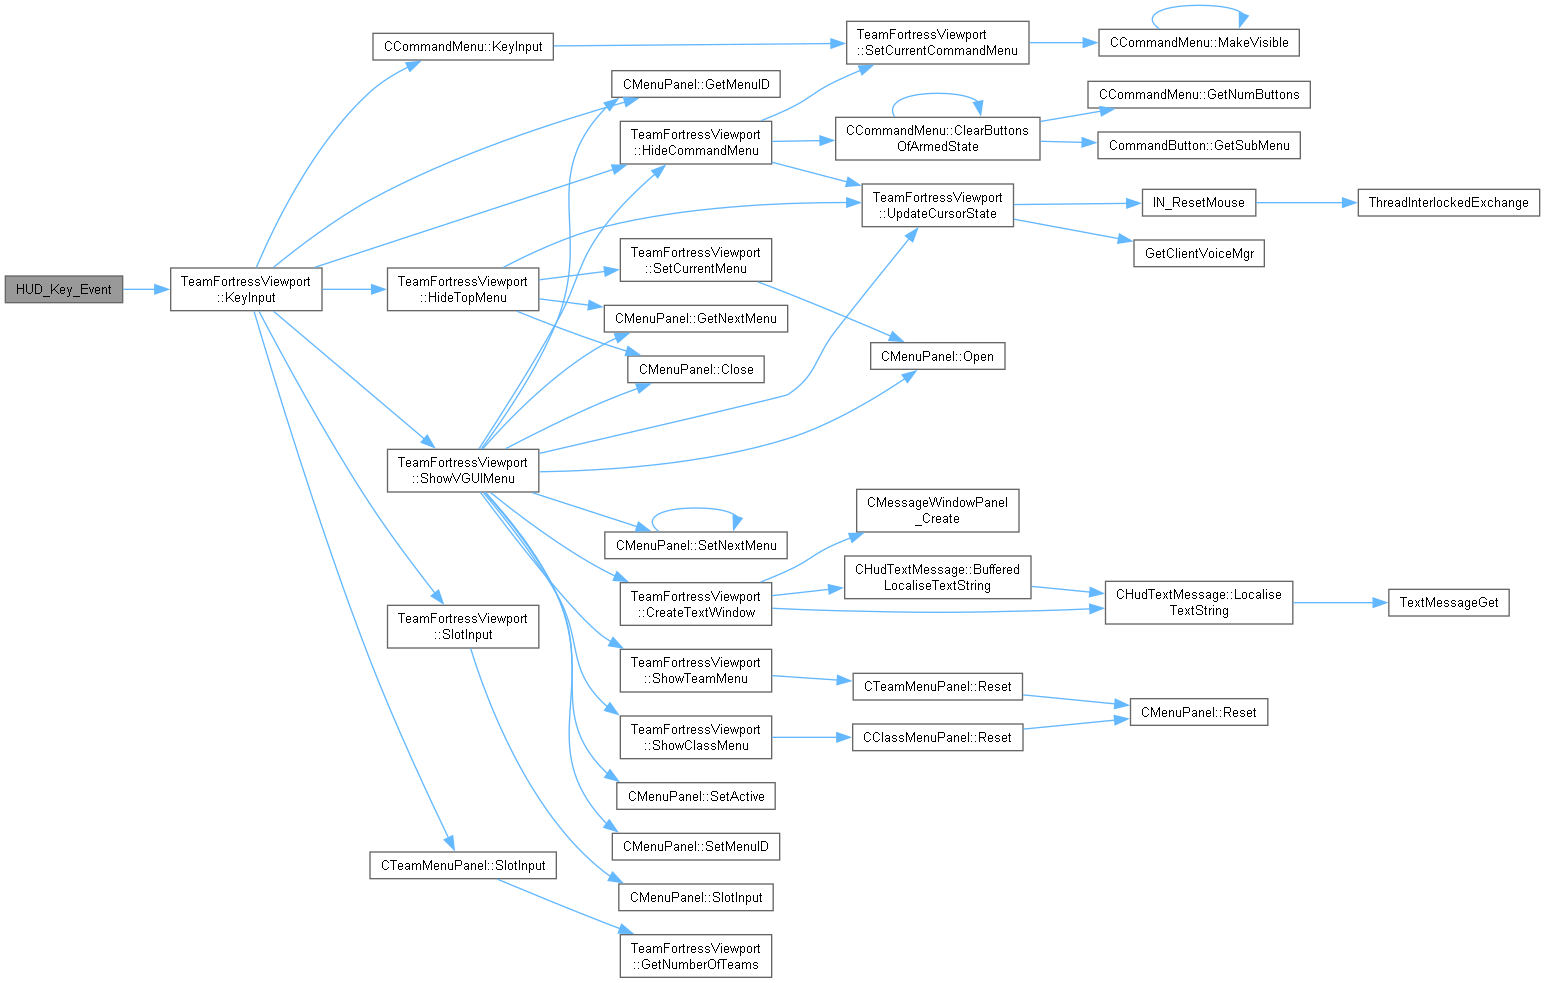 HUD_Key_Event
TeamFortressViewport
::KeyInput
CCommandMenu::KeyInput
TeamFortressViewport
::SetCurrentCommandMenu
CCommandMenu::MakeVisible
CMenuPanel::GetMenuID
TeamFortressViewport
::HideCommandMenu
CCommandMenu::ClearButtons
OfArmedState
CCommandMenu::GetNumButtons
CommandButton::GetSubMenu
TeamFortressViewport
::UpdateCursorState
IN_ResetMouse
ThreadInterlockedExchange
GetClientVoiceMgr
TeamFortressViewport
::HideTopMenu
TeamFortressViewport
::SetCurrentMenu
CMenuPanel::GetNextMenu
CMenuPanel::Close
CMenuPanel::Open
TeamFortressViewport
::ShowVGUIMenu
CMenuPanel::SetNextMenu
TeamFortressViewport
::CreateTextWindow
CMessageWindowPanel
_Create
CHudTextMessage::Buffered
LocaliseTextString
CHudTextMessage::Localise
TextString
TextMessageGet
TeamFortressViewport
::ShowTeamMenu
CTeamMenuPanel::Reset
CMenuPanel::Reset
TeamFortressViewport
::ShowClassMenu
CClassMenuPanel::Reset
CMenuPanel::SetActive
CMenuPanel::SetMenuID
TeamFortressViewport
::SlotInput
CMenuPanel::SlotInput
CTeamMenuPanel::SlotInput
TeamFortressViewport
::GetNumberOfTeams